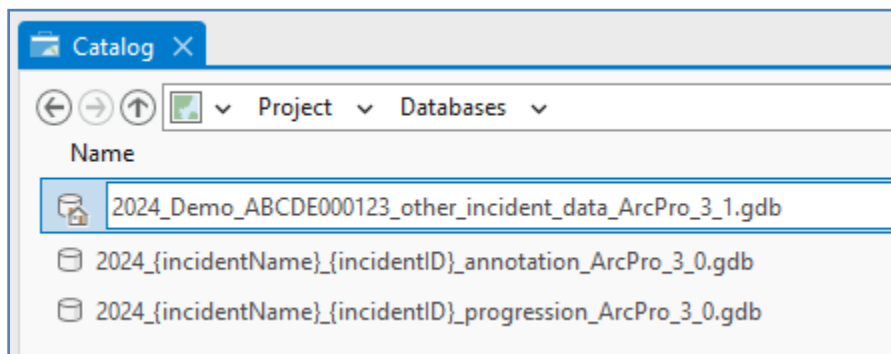 Catalog
Project Databases
Name
2024_Demo_ABCDE000123_other_incident_data_ArcPro_3_1.gdb
2024_{incidentName}_{incidentID}_annotation_ArcPro_3_0.gdb
2024_{incidentName}_{incidentID}_progression_ArcPro_3_0.gdb